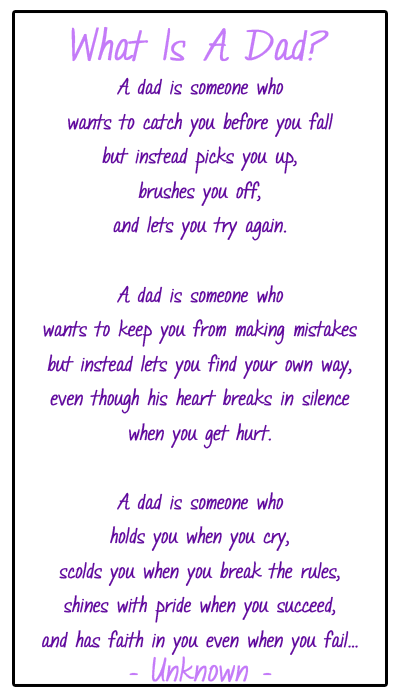 What Is A Dad?
A dad is someone who
wants to catch you before you fall
but instead picks you up,
brushes you off,
and lets you try again.
A dad is someone who
wants to keep you from making mistakes
but instead lets you find your own way,
even though his heart breaks in silence
when you get hurt.
A dad is someone who
holds you when you cry,
scolds you when you break the rules,
shines with pride when you succeed,
and has faith in you even when you fail...
- Unknown -